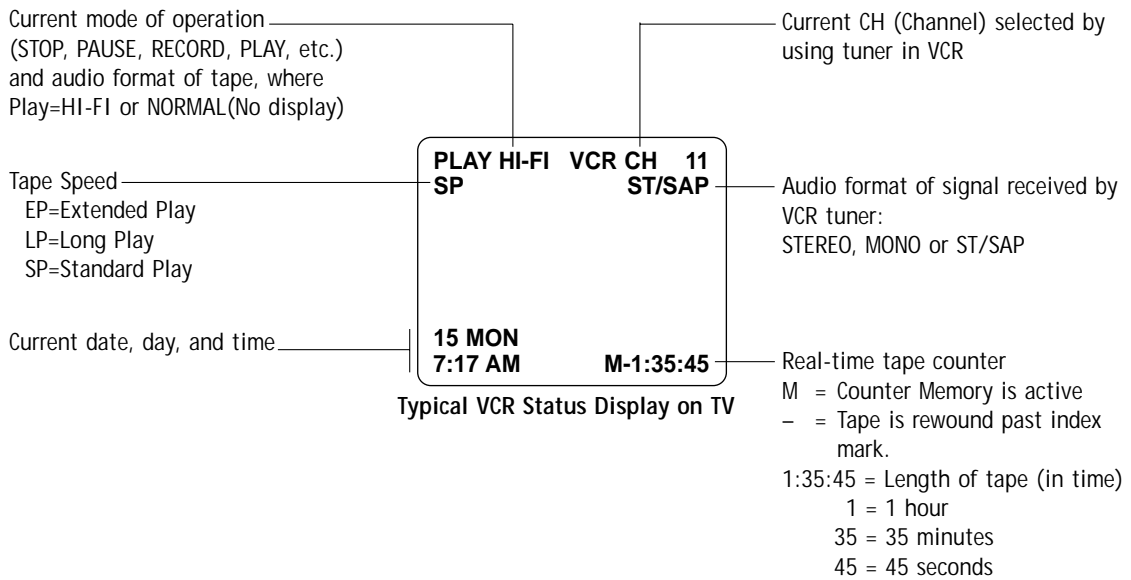 Current mode of operation
(STOP, PAUSE, RECORD, PLAY, etc.)
and audio format of tape, where
Play=HI-FI or NORMAL(No display)
Current CH (Channel) selected by
using tuner in VCR
Tape Speed
EP=Extended Play
LP=Long Play
SP=Standard Play
PLAY HI-FI VCR CH 11
SP ST/SAP
Audio format of signal received by
VCR tuner:
STEREO, MONO or ST/SAP
Current date, day, and time
15 MON
7:17 AM M-1:35:45
Typical VCR Status Display on TV
Real-time tape counter
M = Counter Memory is active
– = Tape is rewound past index
mark.
1:35:45 = Length of tape (in time)
1 = 1 hour
35 = 35 minutes
45 = 45 seconds